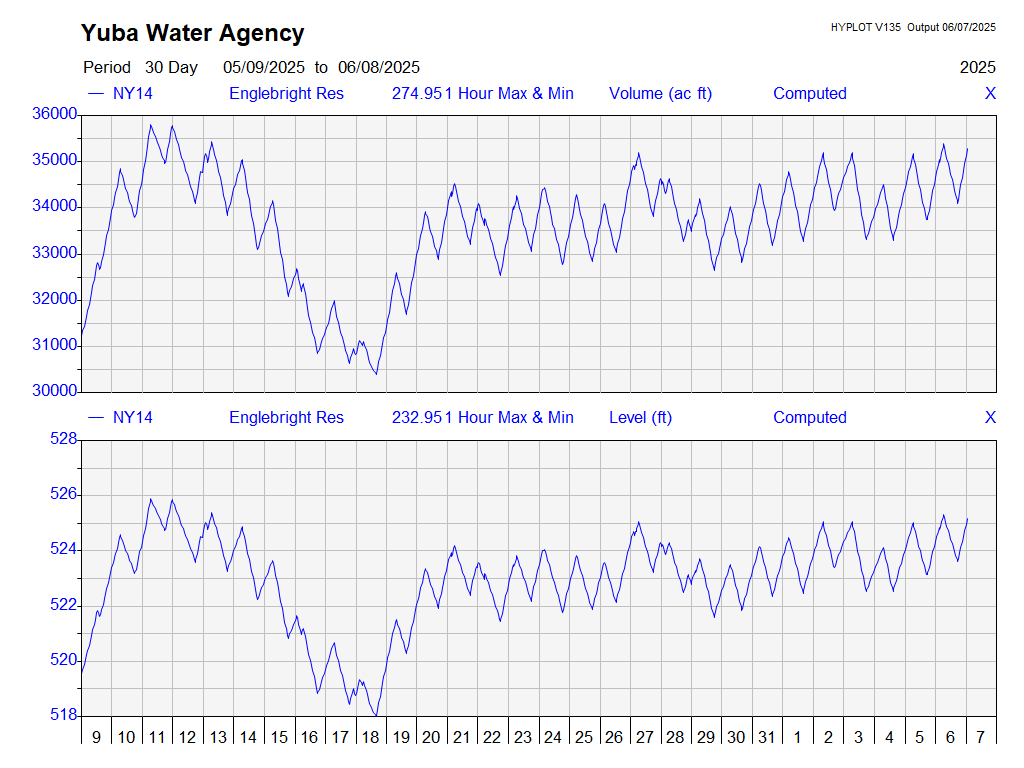 Yuba Water Agency
HYPLOT V135 Output 06/07/2025
Period 30 Day 05/09/2025 to 06/08/2025
2025
NY14 Englebright Res 274.951 Hour Max & Min Volume (ac ft) Computed X
36000
35000
34000
33000
32000
31000
30000
NY14 Englebright Res 232.951 Hour Max & Min Level (ft) Computed X
528
526
524
522
520
518
9 10 11 12 13 14 15 16 17 18 19 20 21 22 23 24 25 26 27 28 29 30 31 1 2 3 4 5 6 7